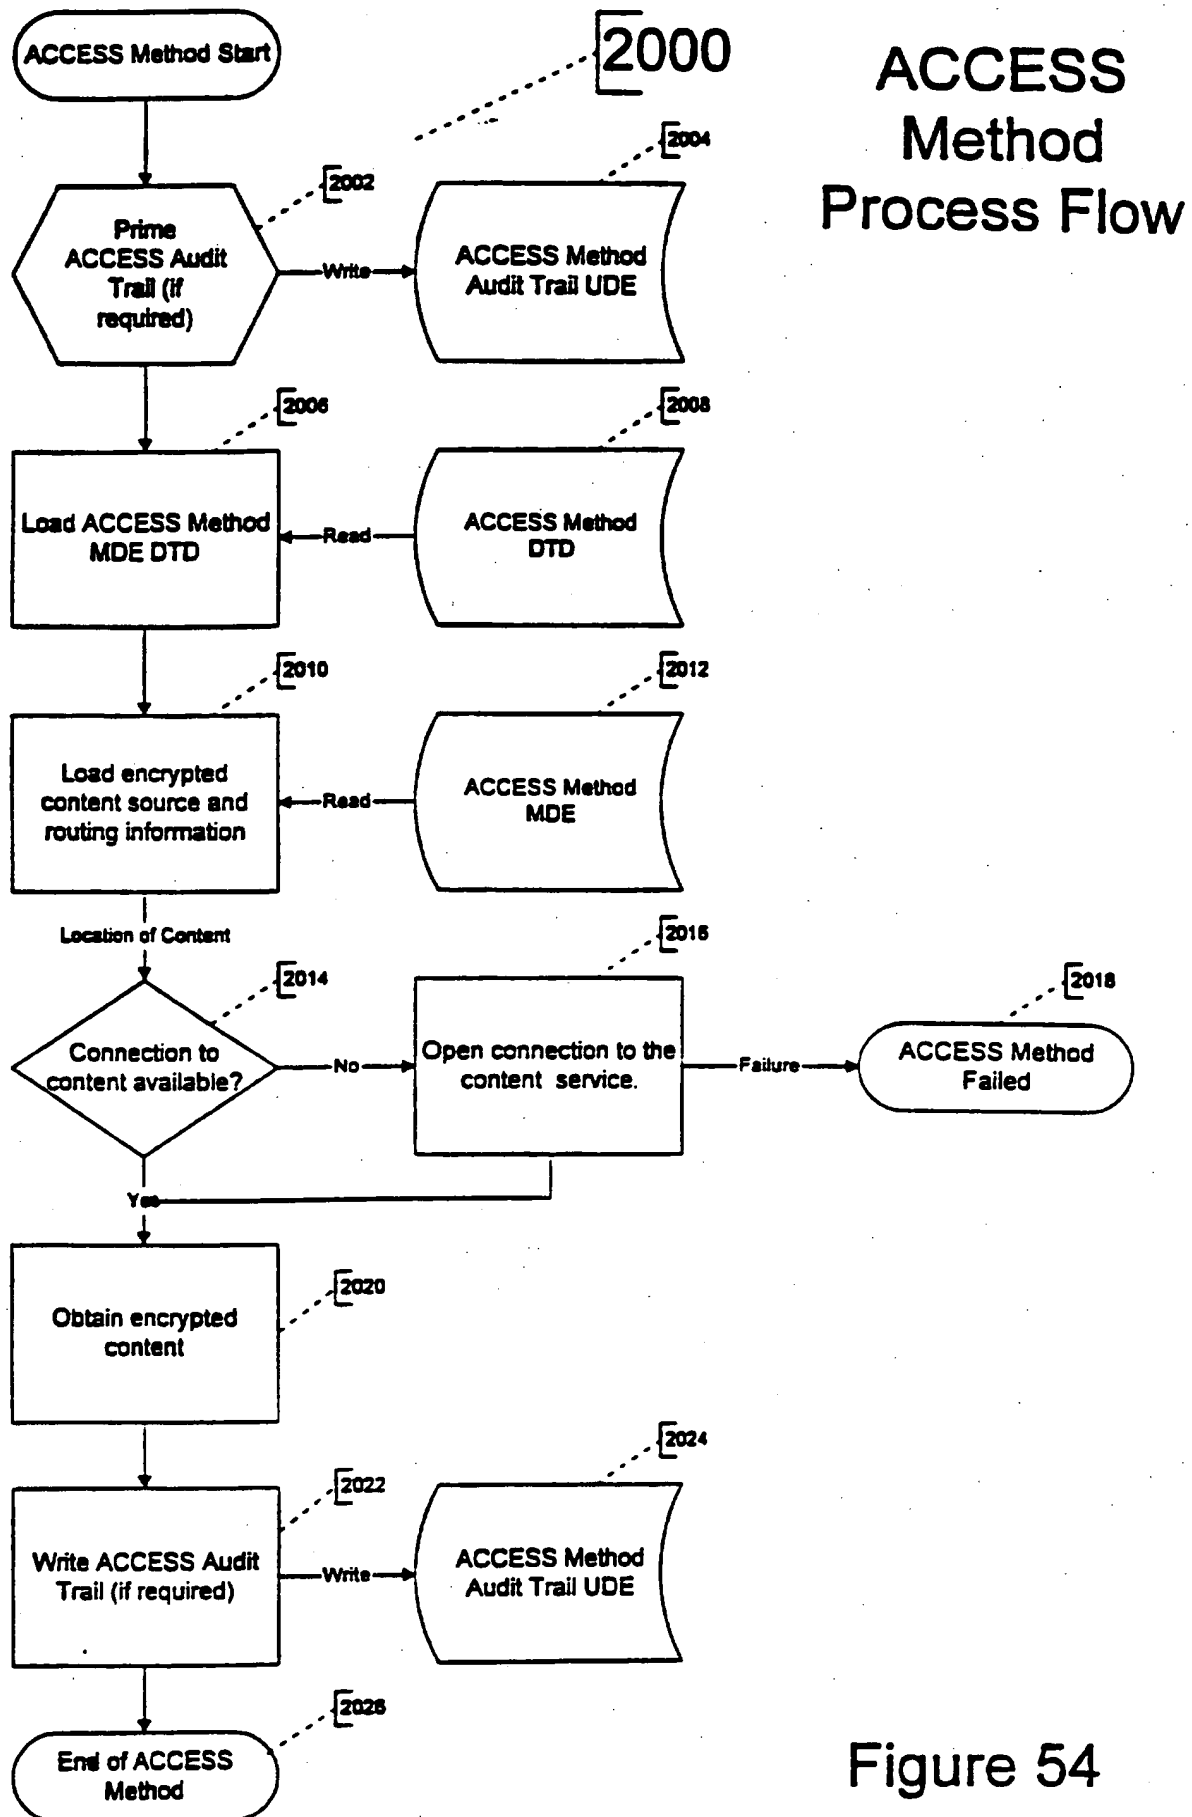 ACCESS Method Start
2000
ACCESS
Method
Process Flow
2002
2004
Prime
ACCESS Audit
Trail (if
required)
Write
ACCESS Method
Audit Trail UDE
2006
2008
Load ACCESS Method
MDE DTD
Read
ACCESS Method
DTD
2010
2012
Load encrypted
content source and
routing information
Read
ACCESS Method
MDE
Location of Content
2014
2016
2018
Connection to
content available?
No
Open connection to the
content service.
Failure
ACCESS Method
Failed
Yes
2020
Obtain encrypted
content
2022
2024
Write ACCESS Audit
Trail (if required)
Write
ACCESS Method
Audit Trail UDE
2026
End of ACCESS
Method
Figure 54